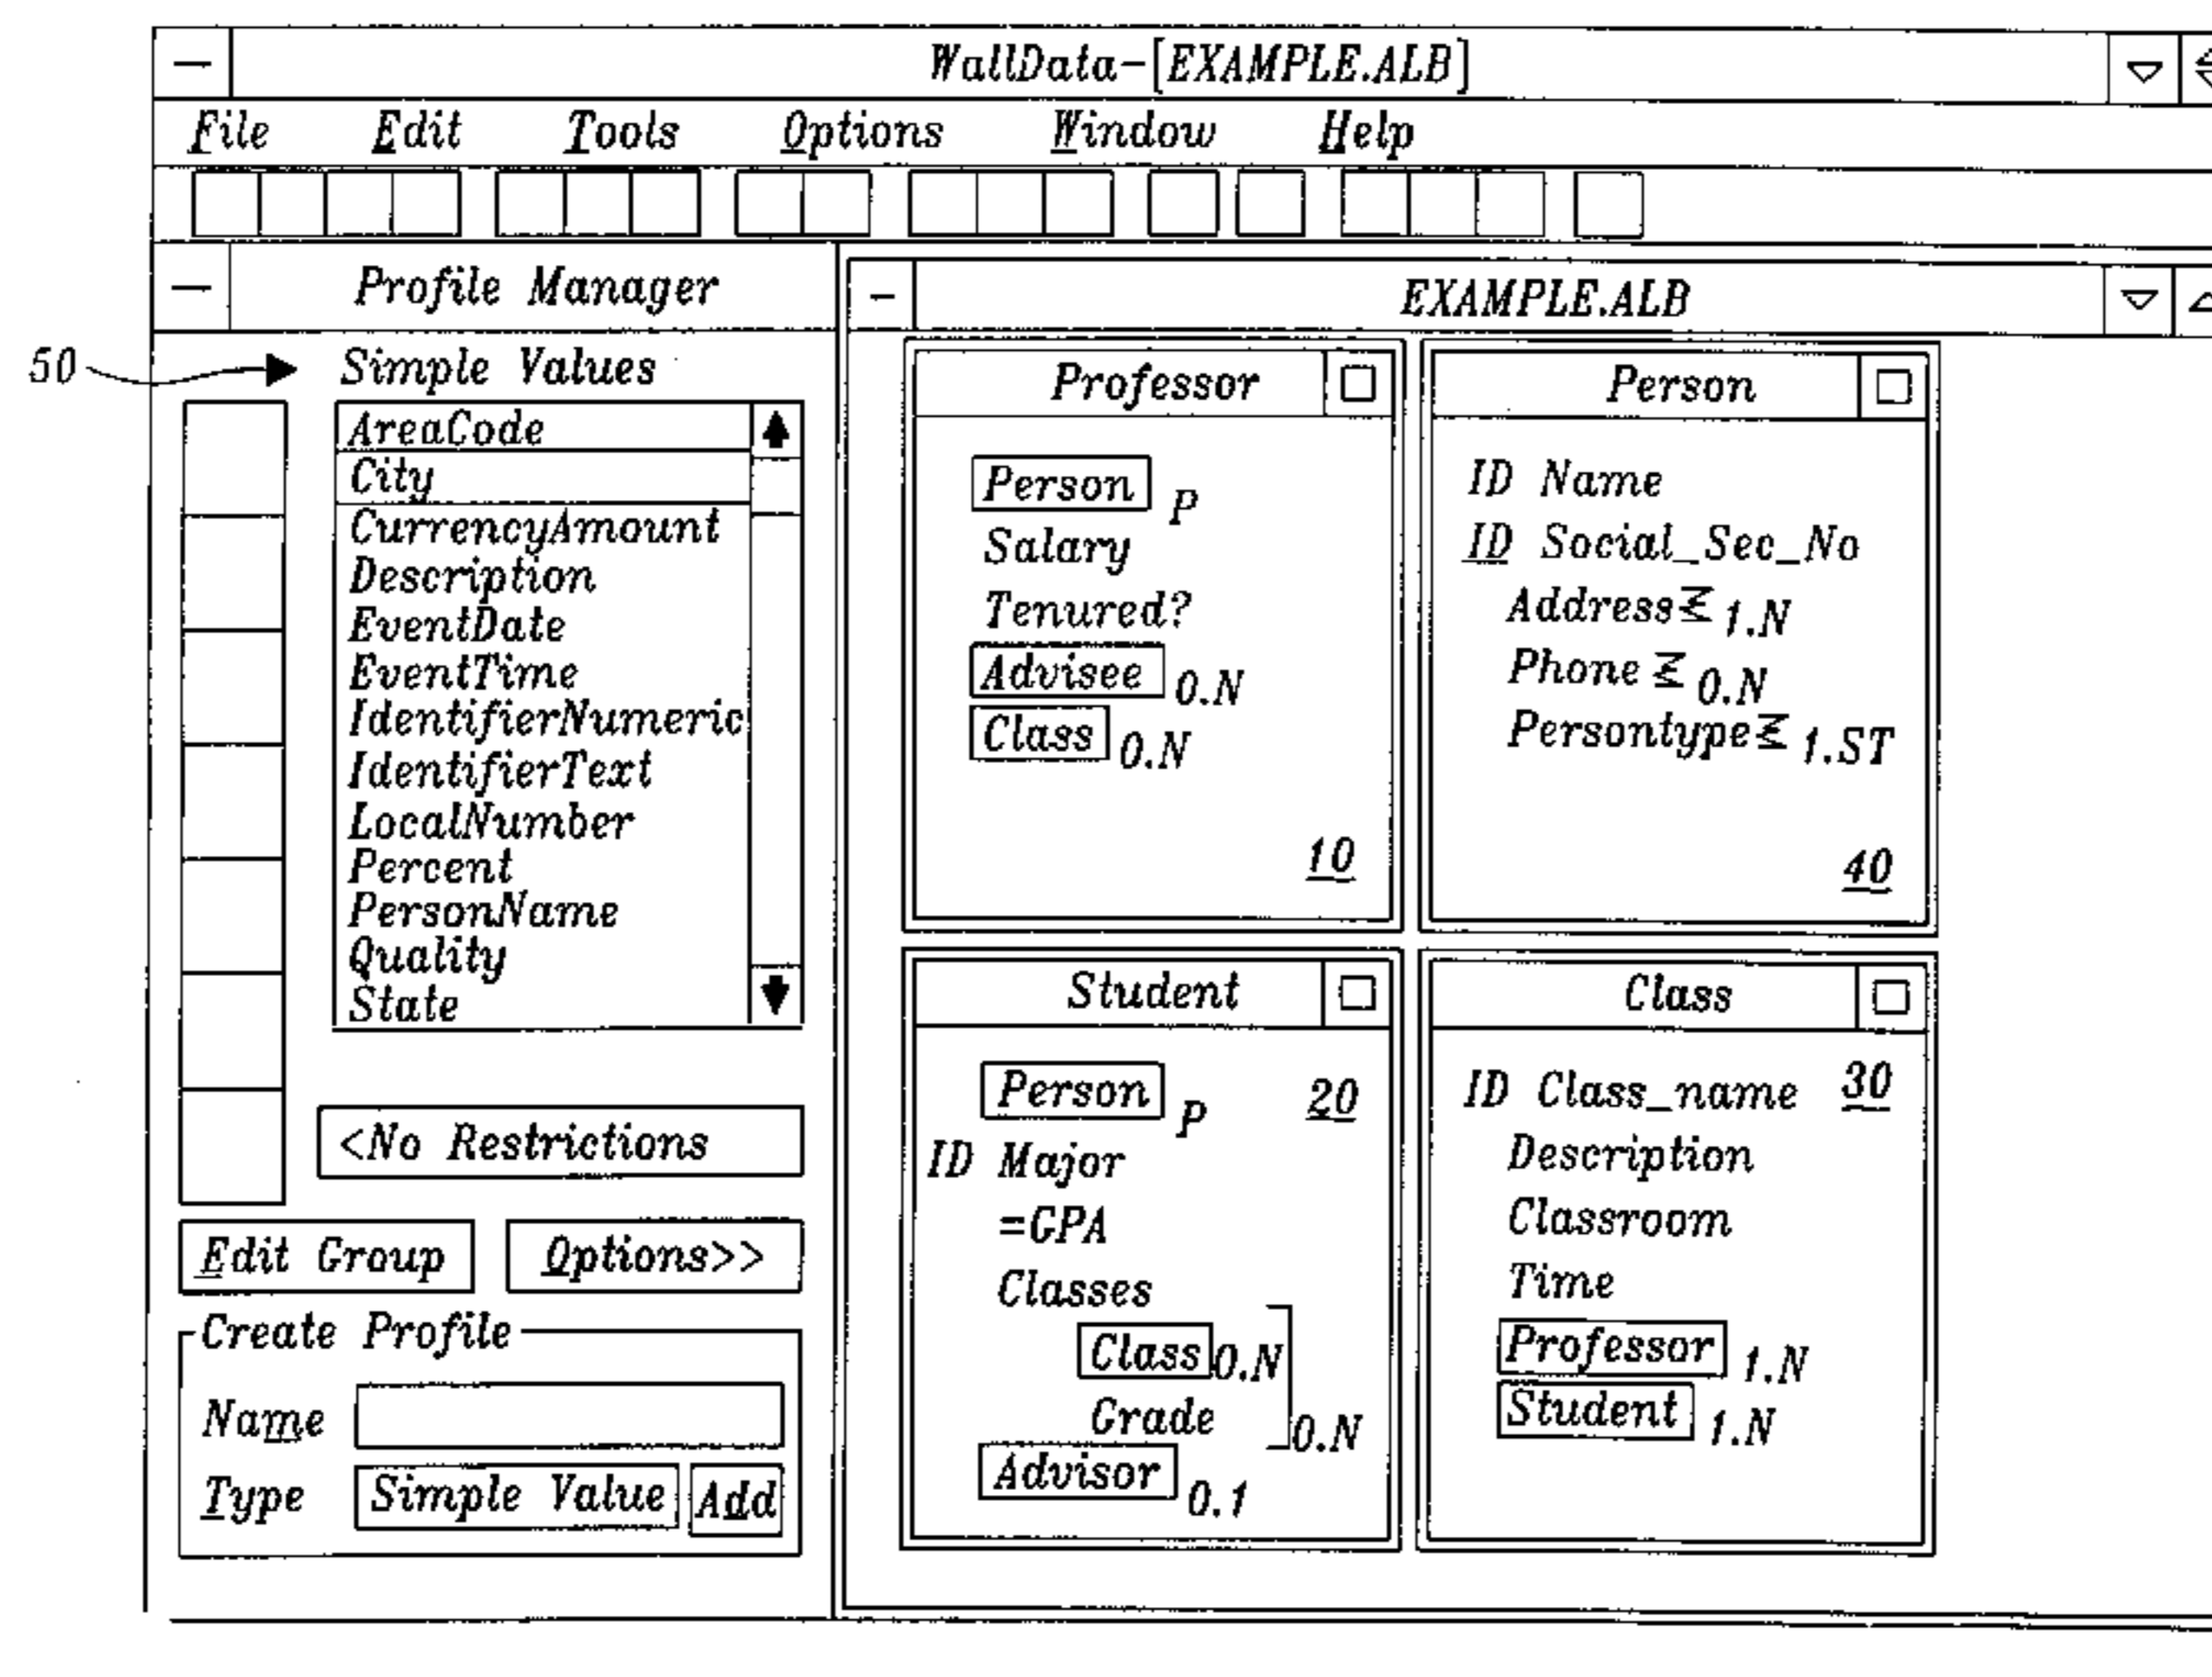 WallData-[EXAMPLE.ALB]
File Edit Tools Options Window Help
Profile Manager
50
Simple Values
AreaCode
City
CurrencyAmount
Description
EventDate
EventTime
IdentifierNumeric
IdentifierText
LocalNumber
Percent
PersonName
Quality
State
<No Restrictions
Edit Group Options>>
Create Profile
Name
Type Simple Value Add
EXAMPLE.ALB
Professor
Person P
Salary
Tenured?
Advisee 0.N
Class 0.N
10
Person
ID Name
ID Social_Sec_No
Address Σ 1.N
Phone Σ 0.N
Persontype Σ 1.ST
40
Student
Person P 20
ID Major
=GPA
Classes
Class 0.N
Grade 0.N
Advisor 0.1
Class
ID Class_name 30
Description
Classroom
Time
Professor 1.N
Student 1.N